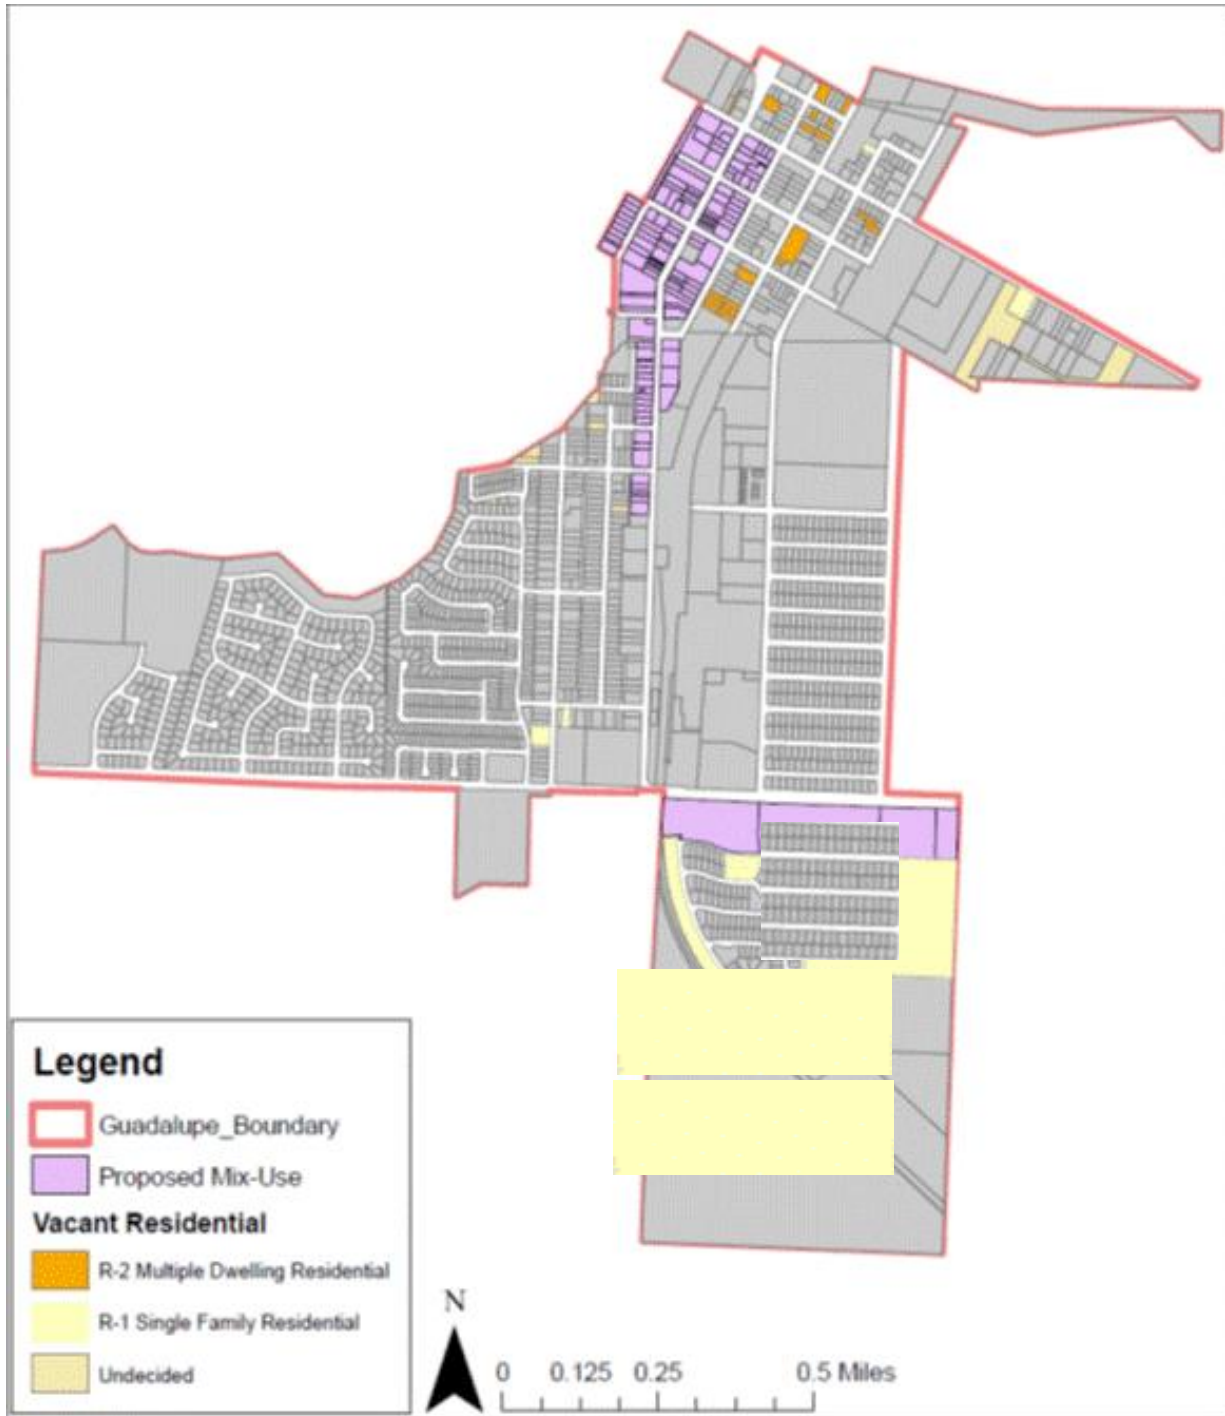 Legend
Guadalupe_Boundary
Proposed Mix-Use
Vacant Residential
R-2 Multiple Dwelling Residential
R-1 Single Family Residential
Undecided
N
0 0.125 0.25 0.5 Miles